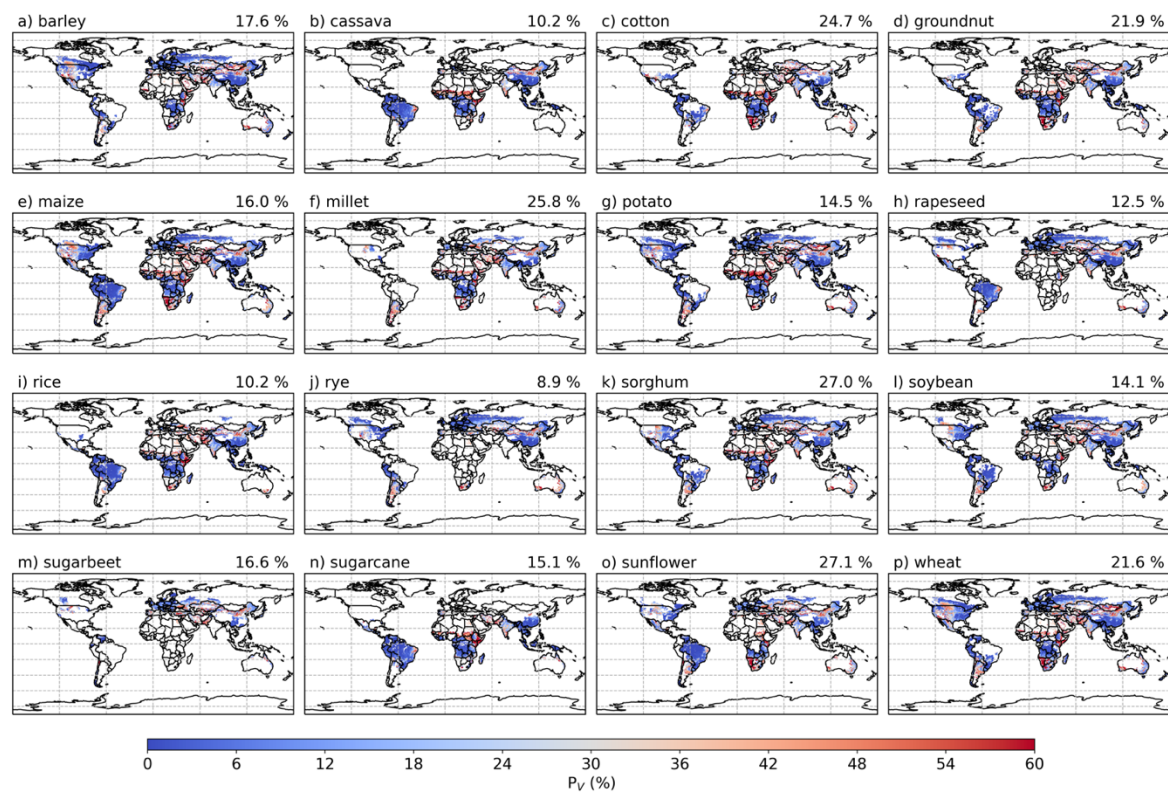 a) barley 17.6 % b) cassava 10.2 % c) cotton 24.7 % d) groundnut 21.9 %
e) maize 16.0 % f) millet 25.8 % g) potato 14.5 % h) rapeseed 12.5 %
i) rice 10.2 % j) rye 8.9 % k) sorghum 27.0 % l) soybean 14.1 %
m) sugarbeet 16.6 % n) sugarcane 15.1 % o) sunflower 27.1 % p) wheat 21.6 %
0 6 12 18 24 30 36 42 48 54 60
P_V (%)